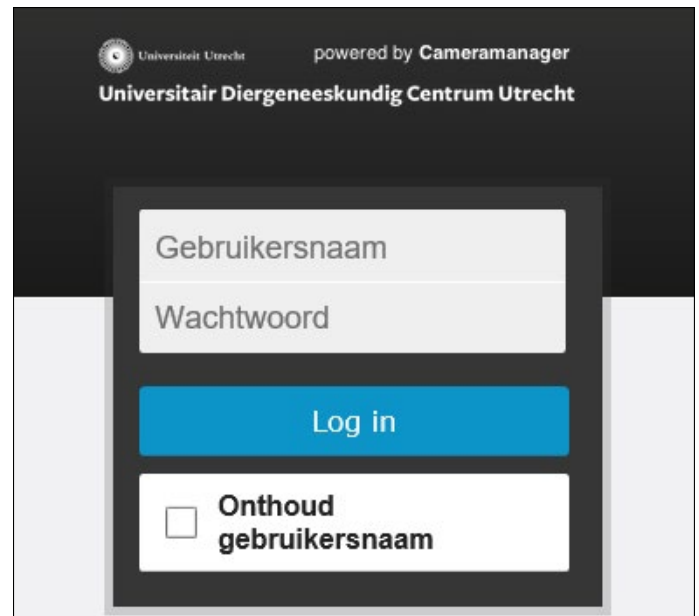 Universiteit Utrecht powered by Cameramanager
Universitair Diergeneeskundig Centrum Utrecht
Gebruikersnaam
Wachtwoord
Log in
Onthoud
gebruikersnaam